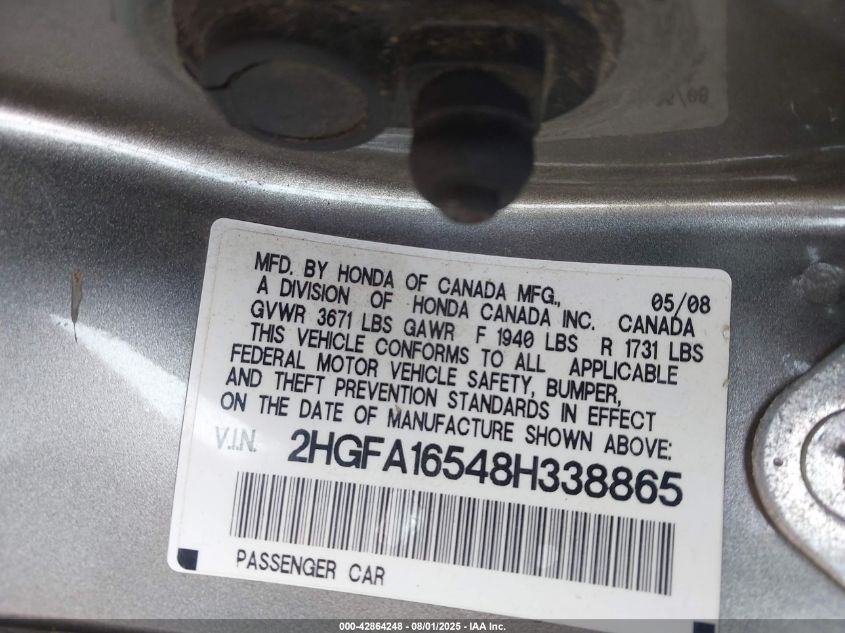 MFD. BY HONDA OF CANADA MFG., 05/08
A DIVISION OF HONDA CANADA INC. CANADA
GVWR 3671 LBS GAWR F 1940 LBS R 1731 LBS
THIS VEHICLE CONFORMS TO ALL APPLICABLE
FEDERAL MOTOR VEHICLE SAFETY, BUMPER,
AND THEFT PREVENTION STANDARDS IN EFFECT
ON THE DATE OF MANUFACTURE SHOWN ABOVE:
V.I.N. 2HGFA16548H338865
PASSENGER CAR
000-42864248 - 08/01/2025 - IAA Inc.